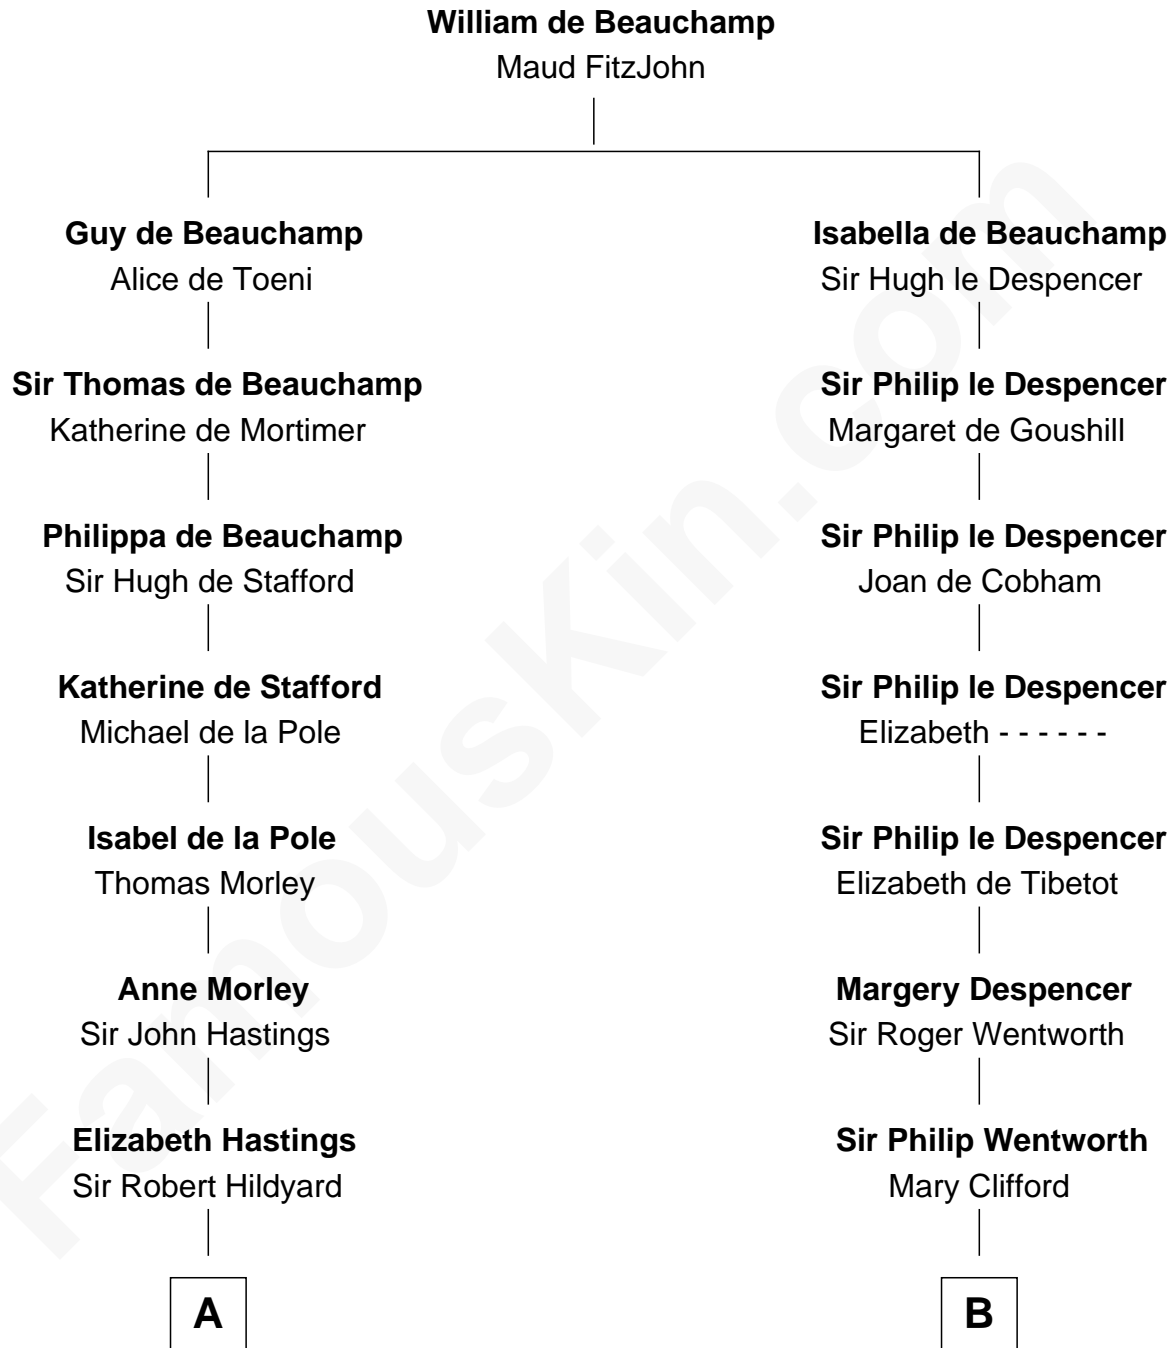 William de Beauchamp
Maud FitzJohn
Guy de Beauchamp
Alice de Toeni
Sir Thomas de Beauchamp
Katherine de Mortimer
Philippa de Beauchamp
Sir Hugh de Stafford
Katherine de Stafford
Michael de la Pole
Isabel de la Pole
Thomas Morley
Anne Morley
Sir John Hastings
Elizabeth Hastings
Sir Robert Hildyard
A
Isabella de Beauchamp
Sir Hugh le Despencer
Sir Philip le Despencer
Margaret de Goushill
Sir Philip le Despencer
Joan de Cobham
Sir Philip le Despencer
Elizabeth - - - - - -
Sir Philip le Despencer
Elizabeth de Tibetot
Margery Despencer
Sir Roger Wentworth
Sir Philip Wentworth
Mary Clifford
B
FamousKin.com